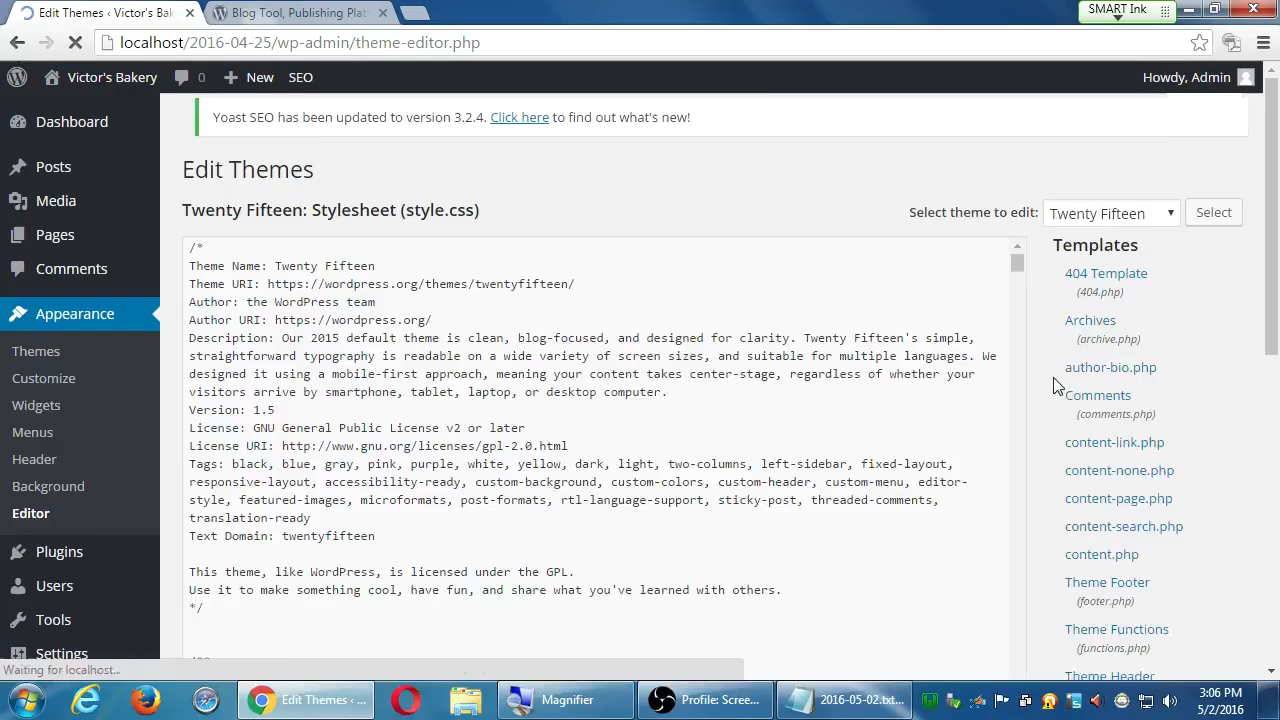 Edit Themes ‹ Victor's Bak
Blog Tool, Publishing Plat
SMART Ink
localhost/2016-04-25/wp-admin/theme-editor.php
Victor's Bakery
0
New
SEO
Howdy, Admin
Dashboard
Posts
Media
Pages
Comments
Appearance
Themes
Customize
Widgets
Menus
Header
Background
Editor
Plugins
Users
Tools
Settings
Yoast SEO has been updated to version 3.2.4. Click here to find out what's new!
Edit Themes
Twenty Fifteen: Stylesheet (style.css)
Select theme to edit:
Twenty Fifteen
Select
/*
Theme Name: Twenty Fifteen
Theme URI: https://wordpress.org/themes/twentyfifteen/
Author: the WordPress team
Author URI: https://wordpress.org/
Description: Our 2015 default theme is clean, blog-focused, and designed for clarity. Twenty Fifteen's simple,
straightforward typography is readable on a wide variety of screen sizes, and suitable for multiple languages. We
designed it using a mobile-first approach, meaning your content takes center-stage, regardless of whether your
visitors arrive by smartphone, tablet, laptop, or desktop computer.
Version: 1.5
License: GNU General Public License v2 or later
License URI: http://www.gnu.org/licenses/gpl-2.0.html
Tags: black, blue, gray, pink, purple, white, yellow, dark, light, two-columns, left-sidebar, fixed-layout,
responsive-layout, accessibility-ready, custom-background, custom-colors, custom-header, custom-menu, editor-
style, featured-images, microformats, post-formats, rtl-language-support, sticky-post, threaded-comments,
translation-ready
Text Domain: twentyfifteen
This theme, like WordPress, is licensed under the GPL.
Use it to make something cool, have fun, and share what you've learned with others.
*/
Templates
404 Template
(404.php)
Archives
(archive.php)
author-bio.php
Comments
(comments.php)
content-link.php
content-none.php
content-page.php
content-search.php
content.php
Theme Footer
(footer.php)
Theme Functions
(functions.php)
Theme Header
Waiting for localhost...
Edit Themes ‹ ...
Magnifier
Profile: Scree...
2016-05-02.txt...
3:06 PM
5/2/2016